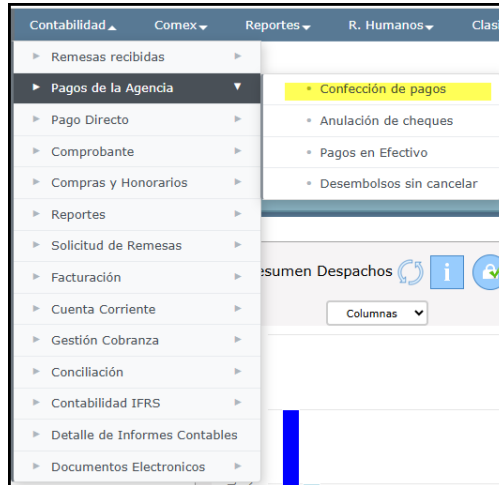 Contabilidad Comex Reportes R. Humanos Clasi
Remesas recibidas
Pagos de la Agencia
Confección de pagos
Pago Directo
Anulación de cheques
Comprobante
Pagos en Efectivo
Compras y Honorarios
Desembolsos sin cancelar
Reportes
Solicitud de Remesas
esumen Despachos
Facturación
Cuenta Corriente
Columnas
Gestión Cobranza
Conciliación
Contabilidad IFRS
Detalle de Informes Contables
Documentos Electronicos